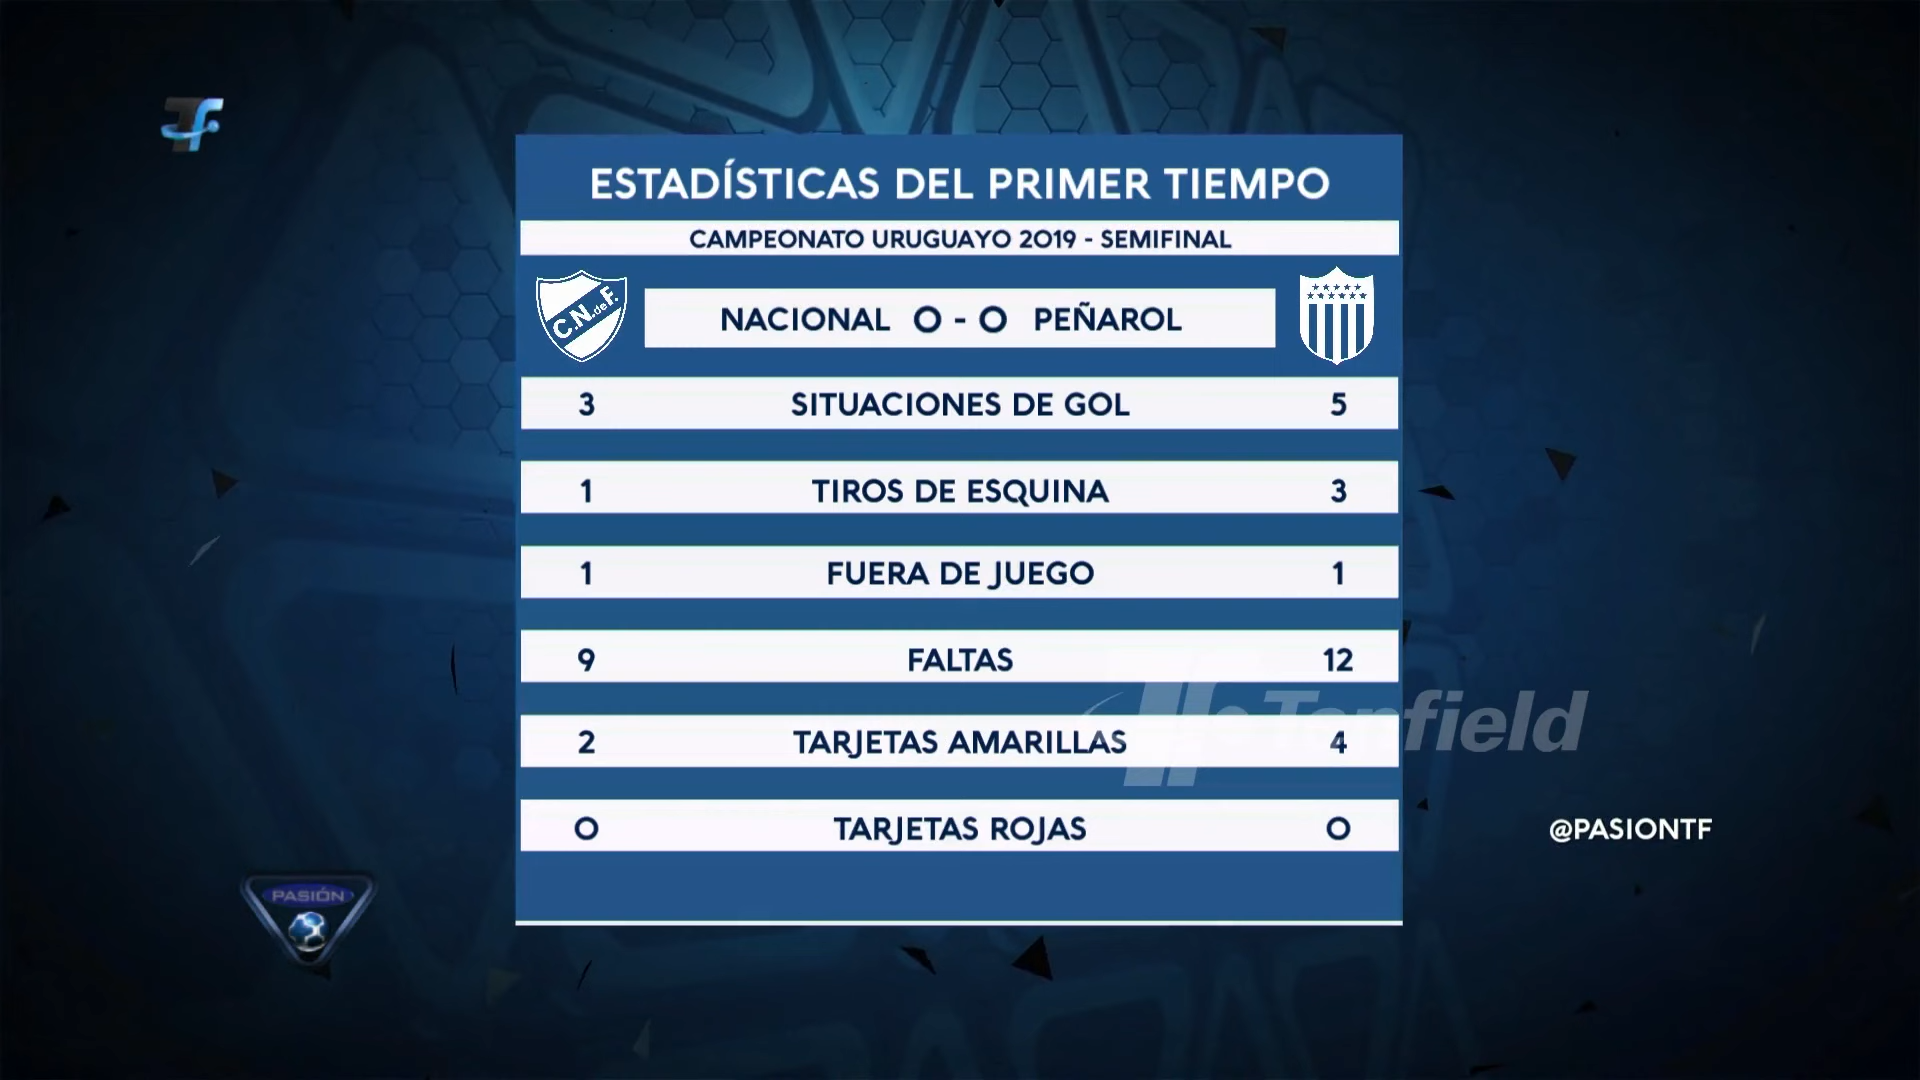 TF
ESTADÍSTICAS DEL PRIMER TIEMPO
CAMPEONATO URUGUAYO 2019 - SEMIFINAL
C.N.deF.
NACIONAL 0 - 0 PEÑAROL
3 SITUACIONES DE GOL 5
1 TIROS DE ESQUINA 3
1 FUERA DE JUEGO 1
9 FALTAS 12
Tenfield
2 TARJETAS AMARILLAS 4
0 TARJETAS ROJAS 0
@PASIONTF
PASIÓN